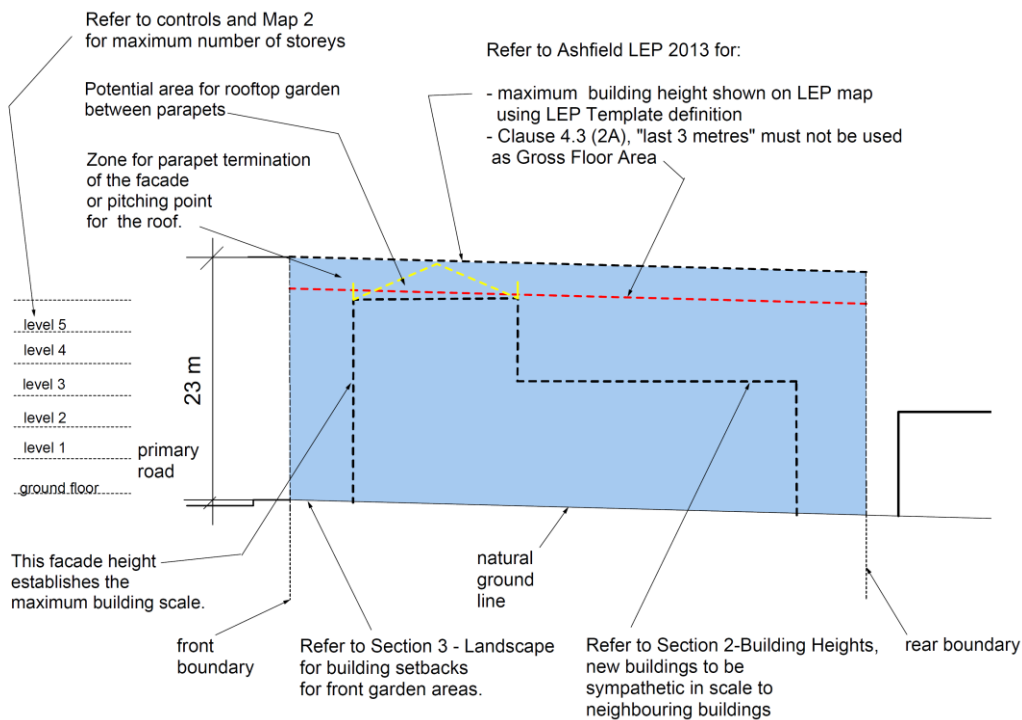 Refer to controls and Map 2
for maximum number of storeys
Refer to Ashfield LEP 2013 for:
- maximum building height shown on LEP map
using LEP Template definition
- Clause 4.3 (2A), "last 3 metres" must not be used
as Gross Floor Area
Potential area for rooftop garden
between parapets
Zone for parapet termination
of the facade
or pitching point
for the roof.
level 5
level 4
level 3
level 2
level 1
ground floor
23 m
primary
road
This facade height
establishes the
maximum building scale.
front
boundary
Refer to Section 3 - Landscape
for building setbacks
for front garden areas.
natural
ground
line
Refer to Section 2-Building Heights,
new buildings to be
sympathetic in scale to
neighbouring buildings
rear boundary